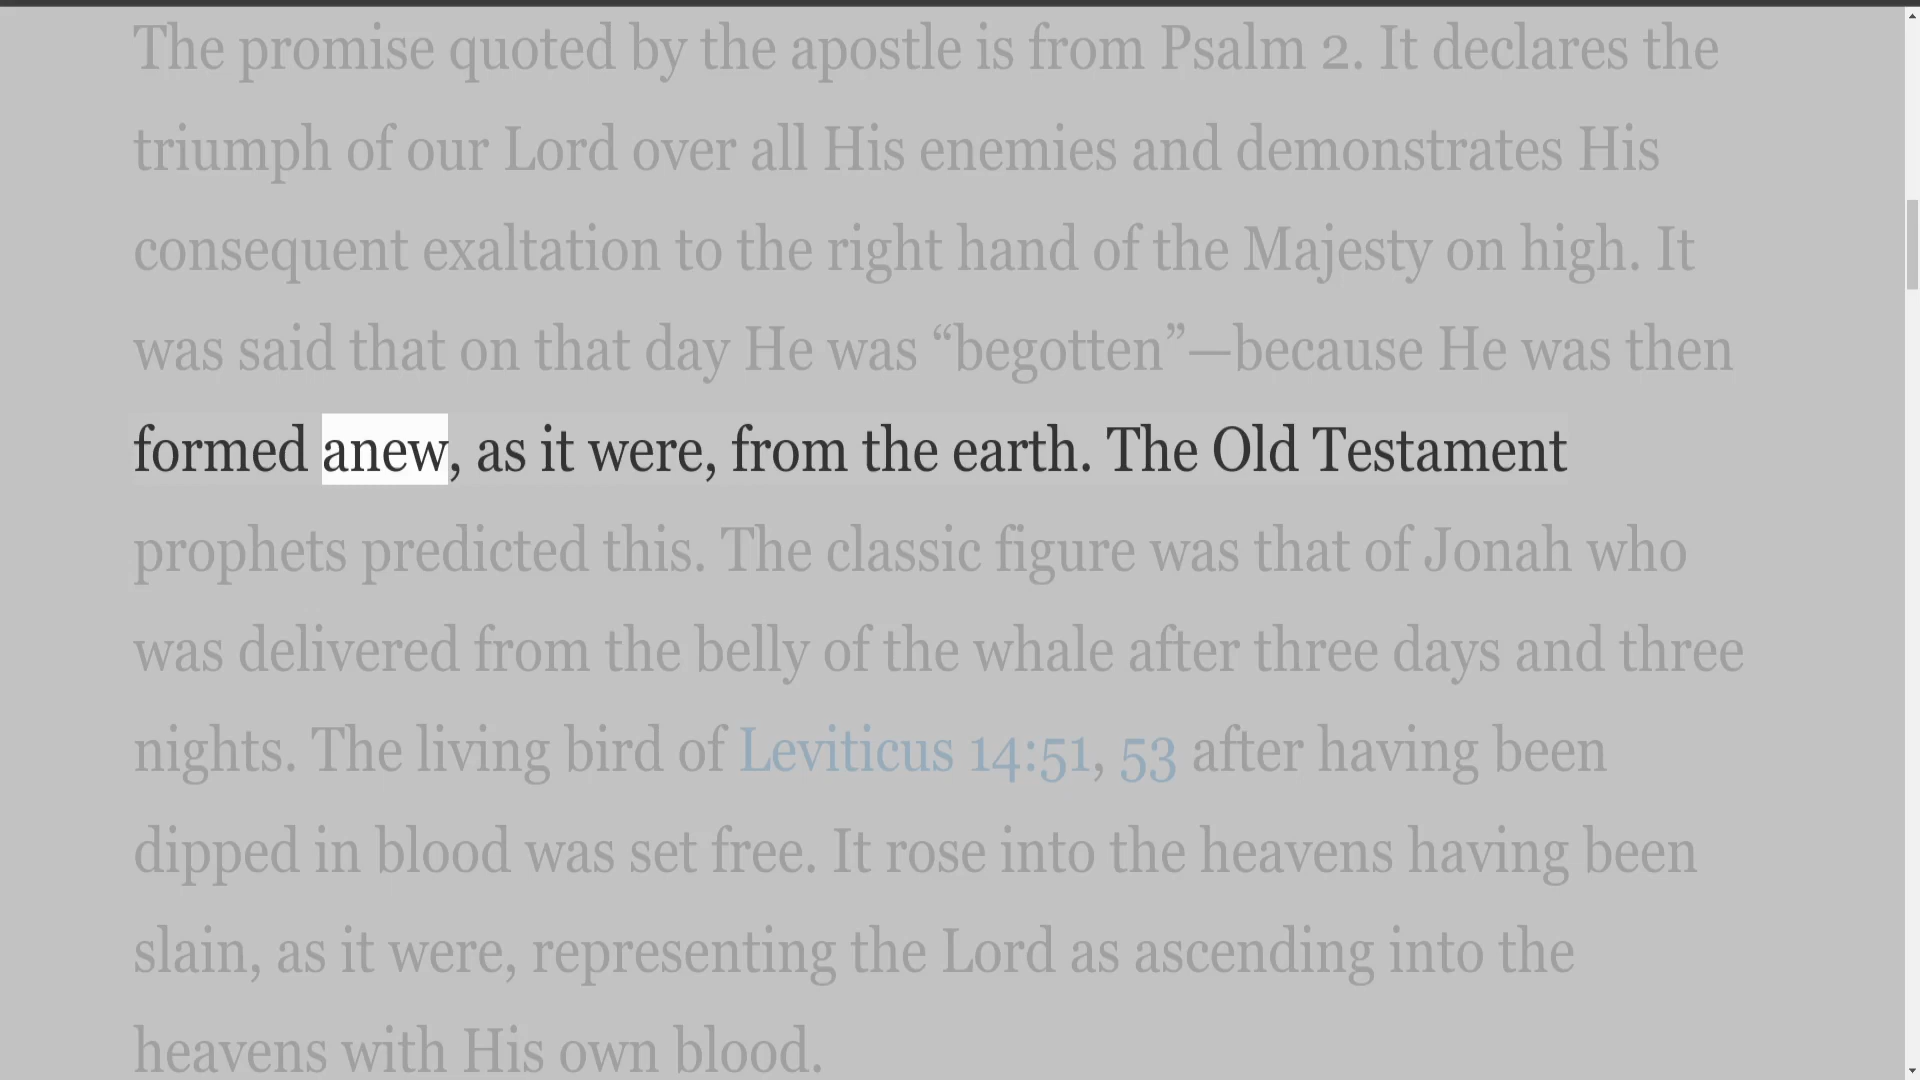 The promise quoted by the apostle is from Psalm 2. It declares the
triumph of our Lord over all His enemies and demonstrates His
consequent exaltation to the right hand of the Majesty on high. It
was said that on that day He was “begotten”—because He was then
formed anew, as it were, from the earth. The Old Testament
prophets predicted this. The classic figure was that of Jonah who
was delivered from the belly of the whale after three days and three
nights. The living bird of Leviticus 14:51, 53 after having been
dipped in blood was set free. It rose into the heavens having been
slain, as it were, representing the Lord as ascending into the
heavens with His own blood.